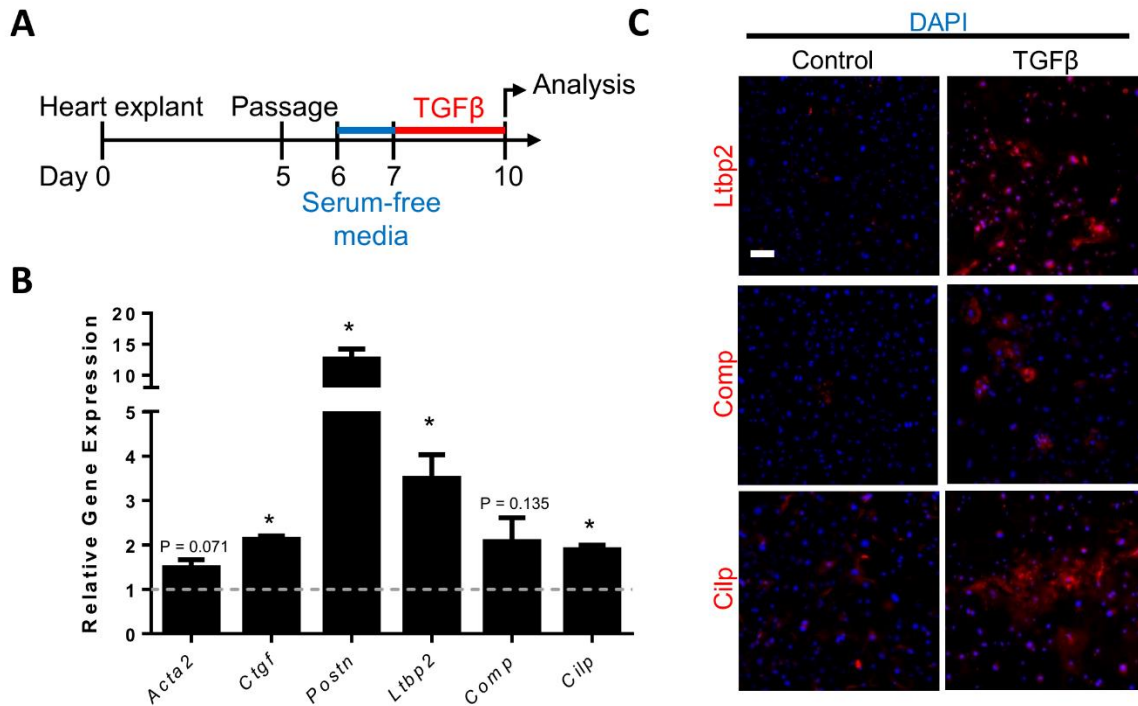 A
Heart explant Passage TGFβ Analysis
Day 0 5 6 7 10
Serum-free
media
B
Relative Gene Expression
20
15
10
5
4
3
2
1
0
P = 0.071
*
*
*
P = 0.135
*
Acta2
Ctgf
Postn
Ltbp2
Comp
Cilp
C
DAPI
Control TGFβ
Ltbp2
Comp
Cilp